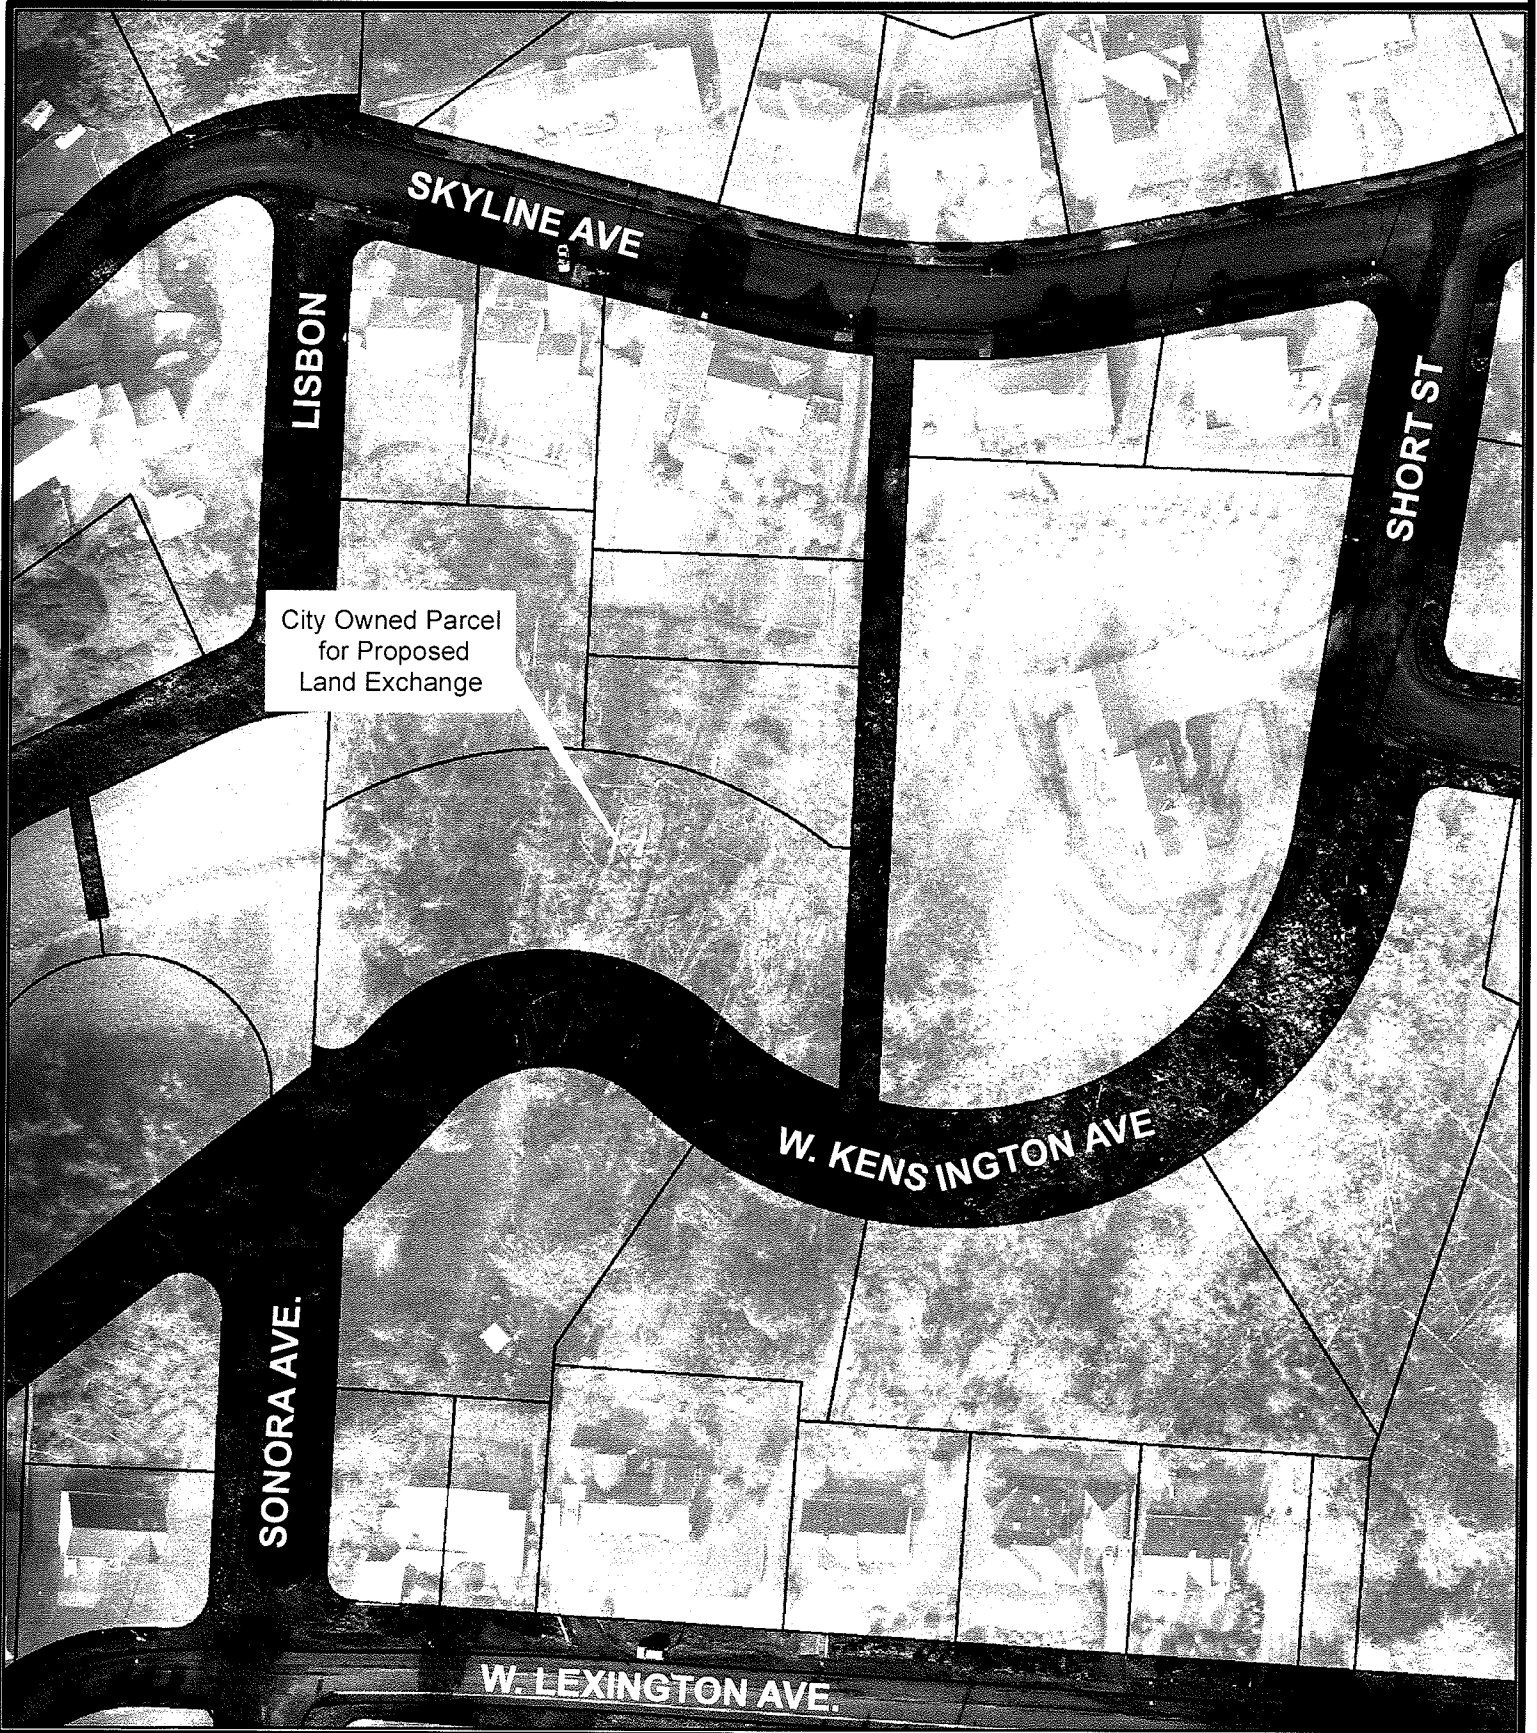 SKYLINE AVE
LISBON
SHORT ST
City Owned Parcel
for Proposed
Land Exchange
W. KENSINGTON AVE
SONORA AVE.
W. LEXINGTON AVE.